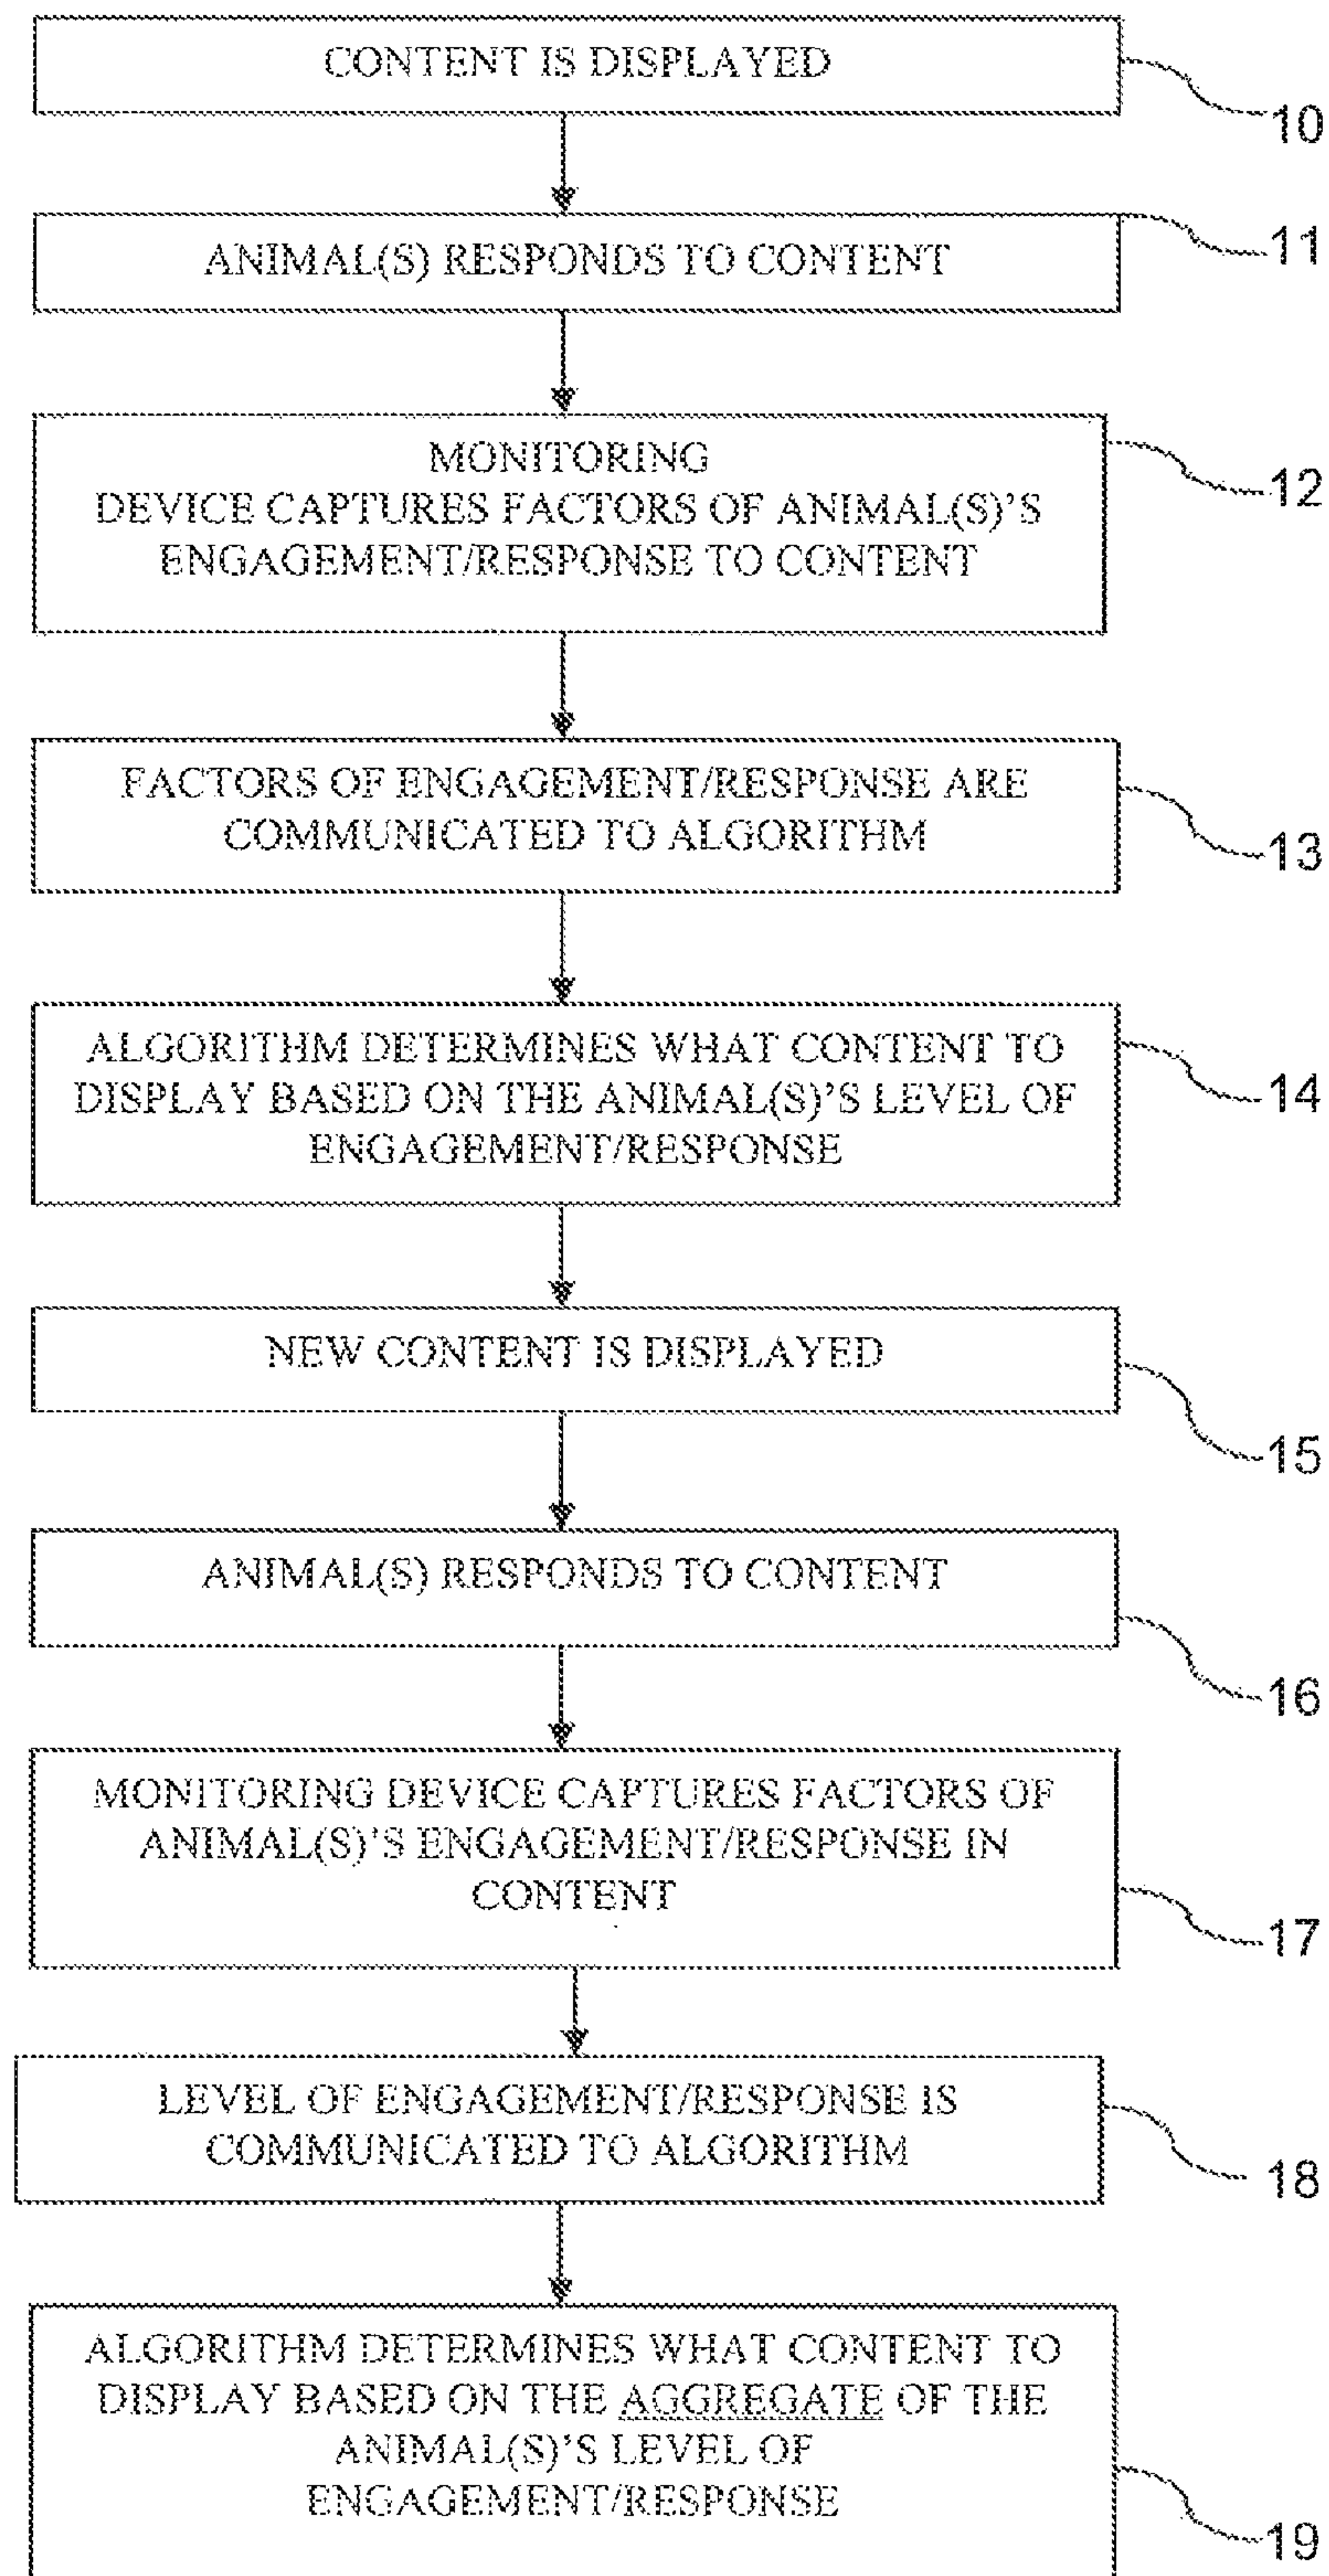 CONTENT IS DISPLAYED
10
ANIMAL(S) RESPONDS TO CONTENT
11
MONITORING
DEVICE CAPTURES FACTORS OF ANIMAL(S)'S
ENGAGEMENT/RESPONSE TO CONTENT
12
FACTORS OF ENGAGEMENT/RESPONSE ARE
COMMUNICATED TO ALGORITHM
13
ALGORITHM DETERMINES WHAT CONTENT TO
DISPLAY BASED ON THE ANIMAL(S)'S LEVEL OF
ENGAGEMENT/RESPONSE
14
NEW CONTENT IS DISPLAYED
15
ANIMAL(S) RESPONDS TO CONTENT
16
MONITORING DEVICE CAPTURES FACTORS OF
ANIMAL(S)'S ENGAGEMENT/RESPONSE IN
CONTENT
17
LEVEL OF ENGAGEMENT/RESPONSE IS
COMMUNICATED TO ALGORITHM
18
ALGORITHM DETERMINES WHAT CONTENT TO
DISPLAY BASED ON THE AGGREGATE OF THE
ANIMAL(S)'S LEVEL OF
ENGAGEMENT/RESPONSE
19